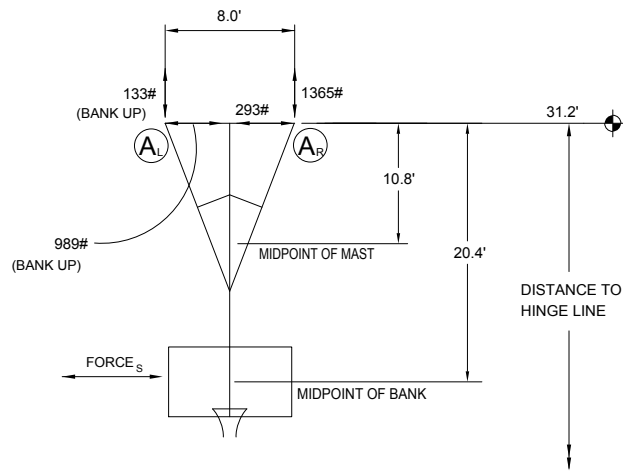 8.0'
133#
(BANK UP)
1365#
293#
31.2'
AL
AR
10.8'
989#
(BANK UP)
MIDPOINT OF MAST
20.4'
DISTANCE TO
HINGE LINE
FORCES
MIDPOINT OF BANK